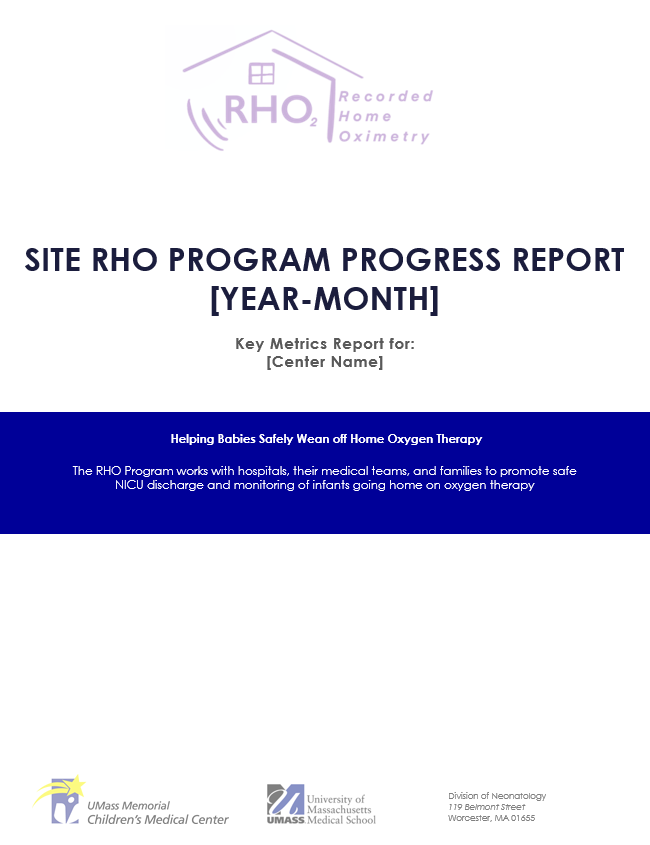 RHO2
Recorded
Home
Oximetry
SITE RHO PROGRAM PROGRESS REPORT
[YEAR-MONTH]
Key Metrics Report for:
[Center Name]
Helping Babies Safely Wean off Home Oxygen Therapy
The RHO Program works with hospitals, their medical teams, and families to promote safe
NICU discharge and monitoring of infants going home on oxygen therapy
UMass Memorial
Children's Medical Center
UMASS
University of
Massachusetts
Medical School
Division of Neonatology
119 Belmont Street
Worcester, MA 01655